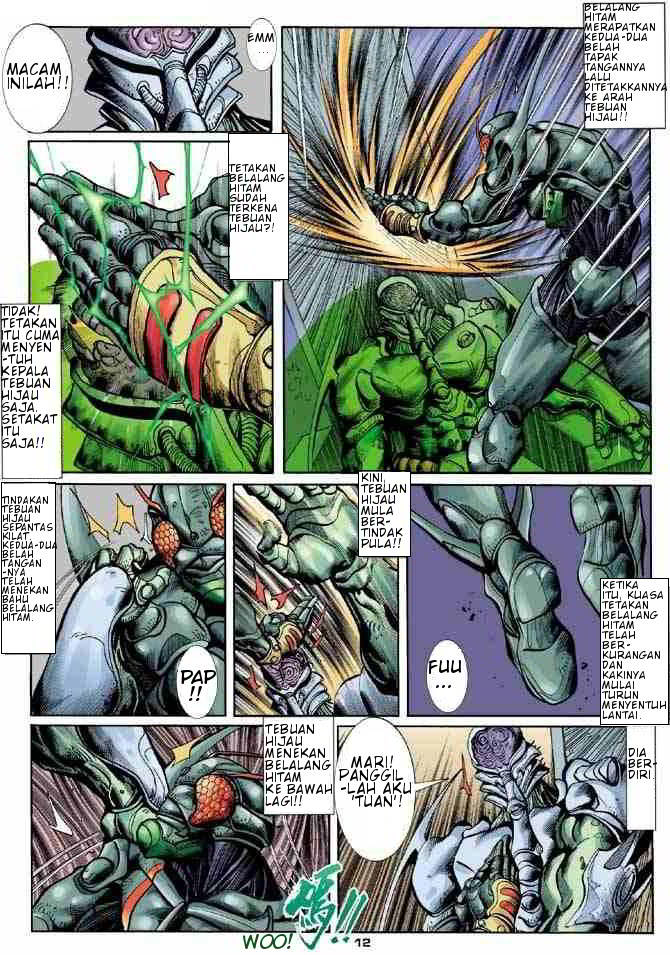 MACAM
INILAH!!
EMM
...
BELALANG
HITAM
MERAPATKAN
KEDUA-DUA
BELAH
TAPAK
TANGANNYA
LALU
DITETAKKANNYA
KE ARAH
TEBUAN
HIJAU!!
TETAKAN
BELALANG
HITAM
SUDAH
TERKENA
TEBUAN
HIJAU?!
TIDAK!
TETAKAN
ITU CUMA
MENYEN
-TUH
KEPALA
TEBUAN
HIJAU
SAJA.
SETAKAT
ITU
SAJA!!
TINDAKAN
TEBUAN
HIJAU
SEPANTAS
KILAT.
KEDUA-DUA
BELAH
TANGAN
-NYA
TELAH
MENEKAN
BAHU
BELALANG
HITAM.
PAP
!!
KINI,
TEBUAN
HIJAU
MULA
BER-
TINDAK
PULA!!
FUU
...
KETIKA
ITU, KUASA
TETAKAN
BELALANG
HITAM
TELAH
BER-
KURANGAN
DAN
KAKINYA
MULAI
TURUN
MENYENTUH
LANTAI.
TEBUAN
HIJAU
MENEKAN
BELALANG
HITAM
KE BAWAH
LAGI!!
MARI!
PANGGIL
-LAH AKU
'TUAN'!
DIA
BER-
DIRI.
WOO!
嗚!!
12